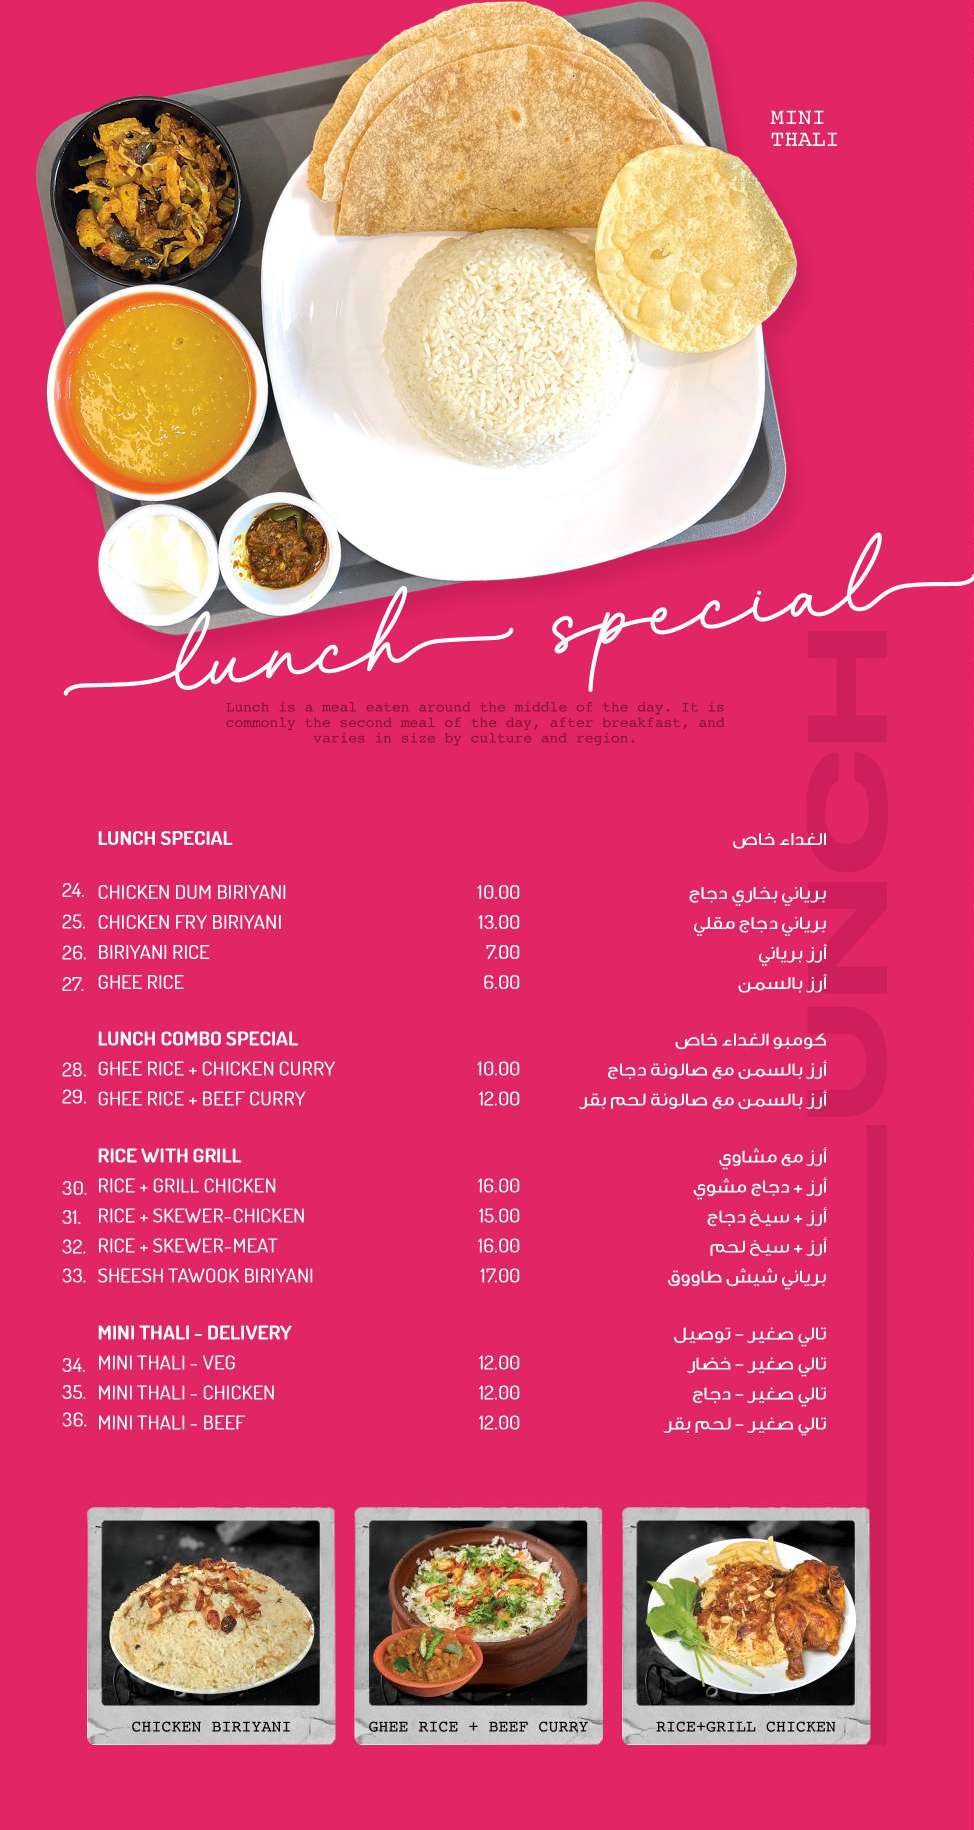 MINI
THALI
lunch special
Lunch is a meal eaten around the middle of the day. It is
commonly the second meal of the day, after breakfast, and
varies in size by culture and region.
LUNCH
LUNCH SPECIAL الغداء خاص
24. CHICKEN DUM BIRIYANI 10.00 برياني بخاري دجاج
25. CHICKEN FRY BIRIYANI 13.00 برياني دجاج مقلي
26. BIRIYANI RICE 7.00 أرز برياني
27. GHEE RICE 6.00 أرز بالسمن
LUNCH COMBO SPECIAL كومبو الغداء خاص
28. GHEE RICE + CHICKEN CURRY 10.00 أرز بالسمن مع صالونة دجاج
29. GHEE RICE + BEEF CURRY 12.00 أرز بالسمن مع صالونة لحم بقر
RICE WITH GRILL أرز مع مشاوي
30. RICE + GRILL CHICKEN 16.00 أرز + دجاج مشوي
31. RICE + SKEWER-CHICKEN 15.00 أرز + سيخ دجاج
32. RICE + SKEWER-MEAT 16.00 أرز + سيخ لحم
33. SHEESH TAWOOK BIRIYANI 17.00 برياني شيش طاووق
MINI THALI - DELIVERY تالي صغير - توصيل
34. MINI THALI - VEG 12.00 تالي صغير - خضار
35. MINI THALI - CHICKEN 12.00 تالي صغير - دجاج
36. MINI THALI - BEEF 12.00 تالي صغير - لحم بقر
CHICKEN BIRIYANI
GHEE RICE + BEEF CURRY
RICE+GRILL CHICKEN